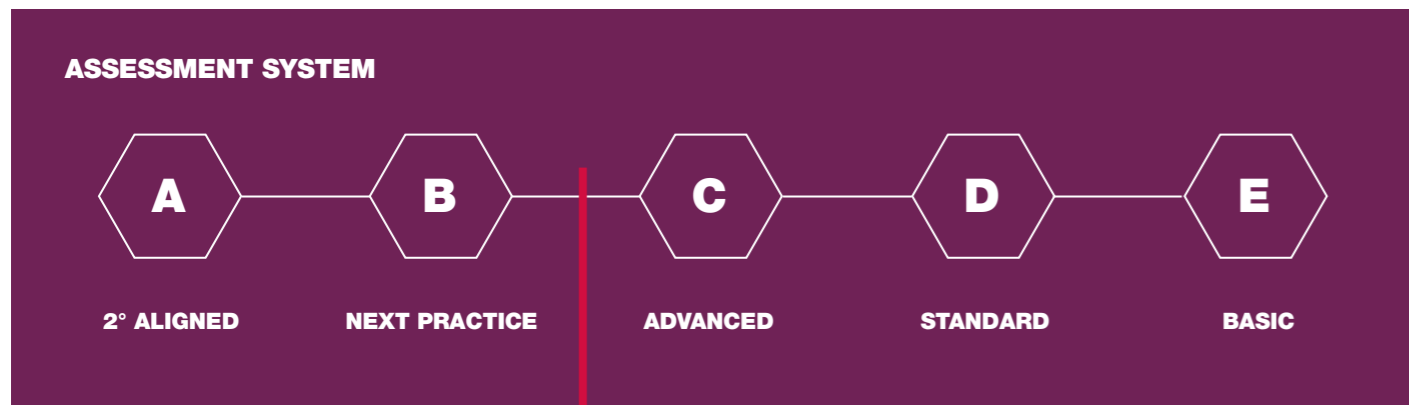 ASSESSMENT SYSTEM
A B C D E
2° ALIGNED NEXT PRACTICE ADVANCED STANDARD BASIC